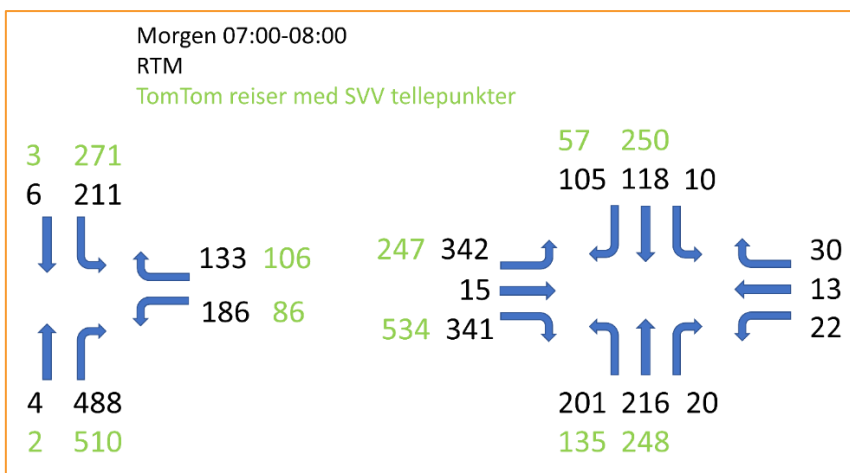 Morgen 07:00-08:00
RTM
TomTom reiser med SVV tellepunkter
3 271
6 211
133 106
186 86
4 488
2 510
57 250
105 118 10
247 342
15
534 341
30
13
22
201 216 20
135 248